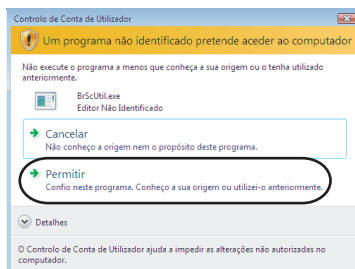 Controlo de Conta de Utilizador
Um programa não identificado pretende aceder ao computador
Não execute o programa a menos que conheça a sua origem ou o tenha utilizado
anteriormente.
BrScUtil.exe
Editor Não Identificado
Cancelar
Não conheço a origem nem o propósito deste programa.
Permitir
Confio neste programa. Conheço a sua origem ou utilizei-o anteriormente.
Detalhes
O Controlo de Conta de Utilizador ajuda a impedir as alterações não autorizadas no
computador.